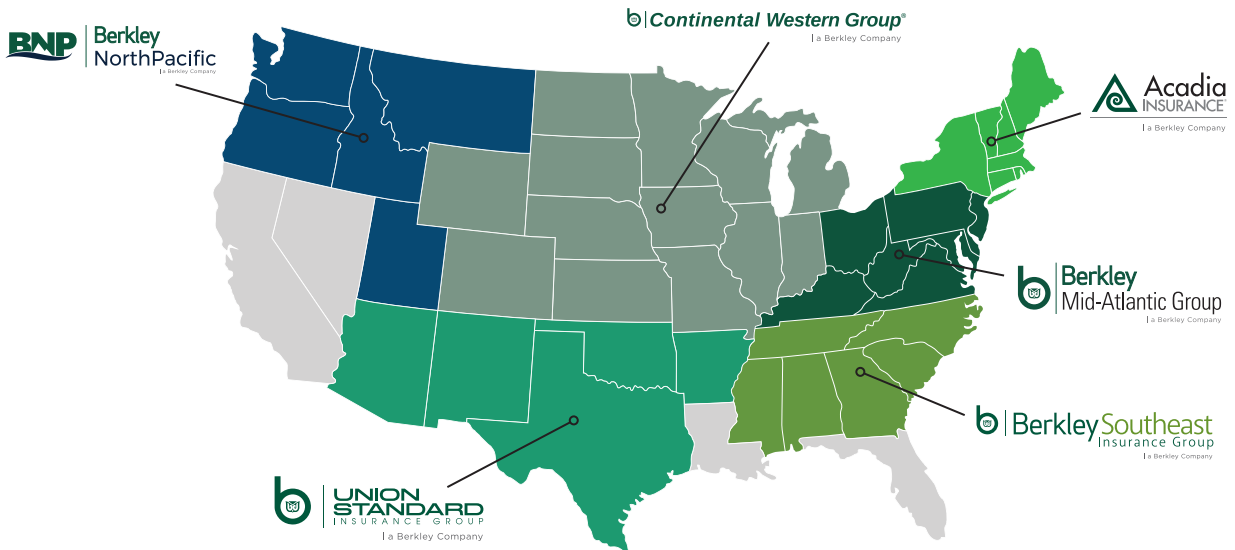 Continental Western Group®
a Berkley Company
BNP
Berkley
NorthPacific
a Berkley Company
Acadia
INSURANCE
a Berkley Company
Berkley
Mid-Atlantic Group
a Berkley Company
Berkley Southeast
Insurance Group
a Berkley Company
UNION
STANDARD
INSURANCE GROUP
a Berkley Company